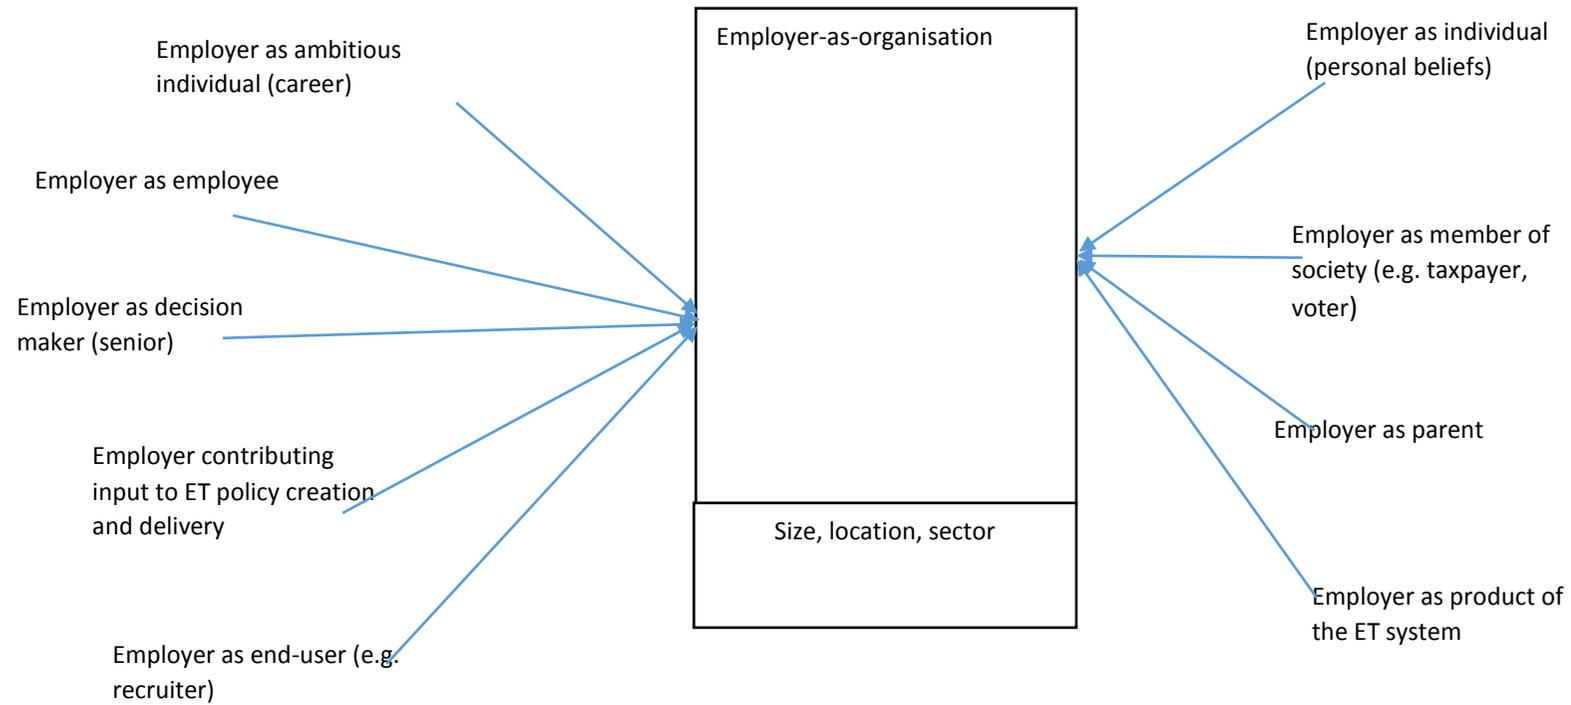 Employer as ambitious
individual (career)
Employer as employee
Employer as decision
maker (senior)
Employer contributing
input to ET policy creation
and delivery
Employer as end-user (e.g.
recruiter)
Employer-as-organisation
Size, location, sector
Employer as individual
(personal beliefs)
Employer as member of
society (e.g. taxpayer,
voter)
Employer as parent
Employer as product of
the ET system